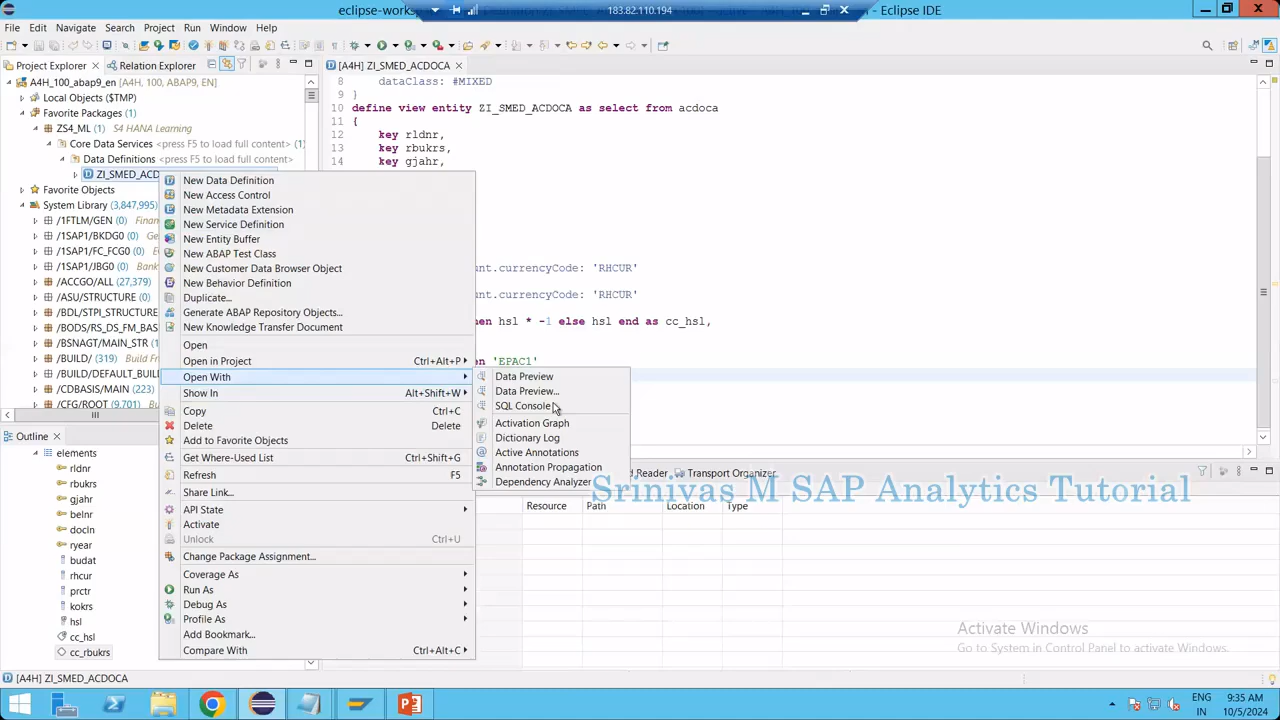 eclipse-work
183.82.110.194
- Eclipse IDE
File Edit Navigate Search Project Run Window Help
Project Explorer
Relation Explorer
[A4H] ZI_SMED_ACDOCA
A4H_100_abap9_en [A4H, 100, ABAP9, EN]
Local Objects ($TMP)
Favorite Packages (1)
ZS4_ML (1) S4 HANA Learning
Core Data Services <press F5 to load full content> (1)
Data Definitions <press F5 to load full content>
ZI_SMED_ACD
Favorite Objects
System Library (3,847,995)
/1FTLM/GEN (0) Finan
/1SAP1/BKDG0 (0) Ge
/1SAP1/FC_FCG0 (0) E
/1SAP1/JBG0 (0) Bank
/ACCGO/ALL (27,379)
/ASU/STRUCTURE (0)
/BDL/STPI_STRUCTURE
/BODS/RS_DS_FM_BAS
/BSNAGT/MAIN_STR
/BUILD/ (319) Build Fr
/BUILD/DEFAULT
/CDBASIS/MAIN (223)
/CFG/ROOT (9,701)
8 dataClass: #MIXED
9 }
10 define view entity ZI_SMED_ACDOCA as select from acdoca
11 {
12 key rldnr,
13 key rbukrs,
14 key gjahr,
unt.currencyCode: 'RHCUR'
unt.currencyCode: 'RHCUR'
hen hsl * -1 else hsl end as cc_hsl,
en 'EPAC1'
New Data Definition
New Access Control
New Metadata Extension
New Service Definition
New Entity Buffer
New ABAP Test Class
New Customer Data Browser Object
New Behavior Definition
Duplicate...
Generate ABAP Repository Objects...
New Knowledge Transfer Document
Open
Open in Project Ctrl+Alt+P
Open With
Show In Alt+Shift+W
Copy Ctrl+C
Delete Delete
Add to Favorite Objects
Get Where-Used List Ctrl+Shift+G
Refresh F5
Share Link...
API State
Activate
Unlock Ctrl+U
Change Package Assignment...
Coverage As
Run As
Debug As
Profile As
Add Bookmark...
Compare With Ctrl+Alt+C
Data Preview
Data Preview...
SQL Console
Activation Graph
Dictionary Log
Active Annotations
Annotation Propagation
Dependency Analyzer
Outline
elements
rldnr
rbukrs
gjahr
belnr
docln
ryear
budat
rhcur
prctr
kokrs
hsl
cc_hsl
cc_rbukrs
Reader
Transport Organizer
Srinivas M SAP Analytics Tutorial
Resource Path Location Type
Activate Windows
Go to System in Control Panel to activate Windows.
[A4H] ZI_SMED_ACDOCA
ENG
IN
9:35 AM
10/5/2024